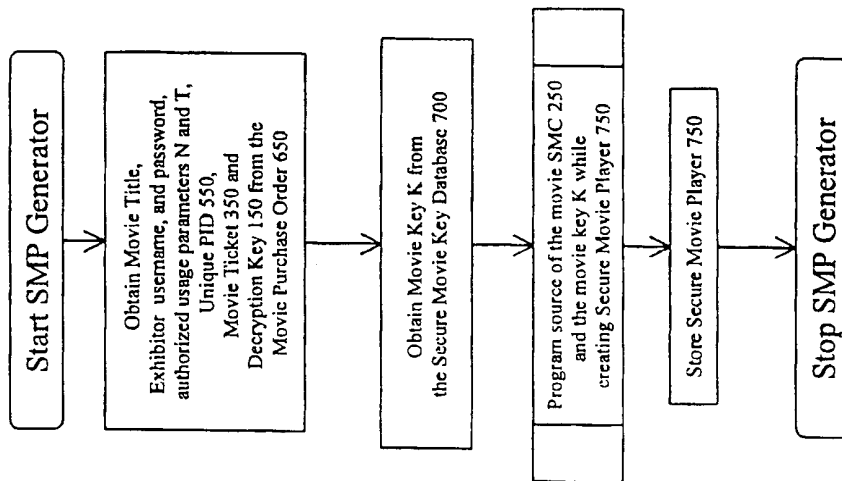 Start SMP Generator
Obtain Movie Title,
Exhibitor username, and password,
authorized usage parameters N and T,
Unique PID 550,
Movie Ticket 350 and
Decryption Key 150 from the
Movie Purchase Order 650
Obtain Movie Key K from
the Secure Movie Key Database 700
Program source of the movie SMC 250
and the movie key K while
creating Secure Movie Player 750
Store Secure Movie Player 750
Stop SMP Generator